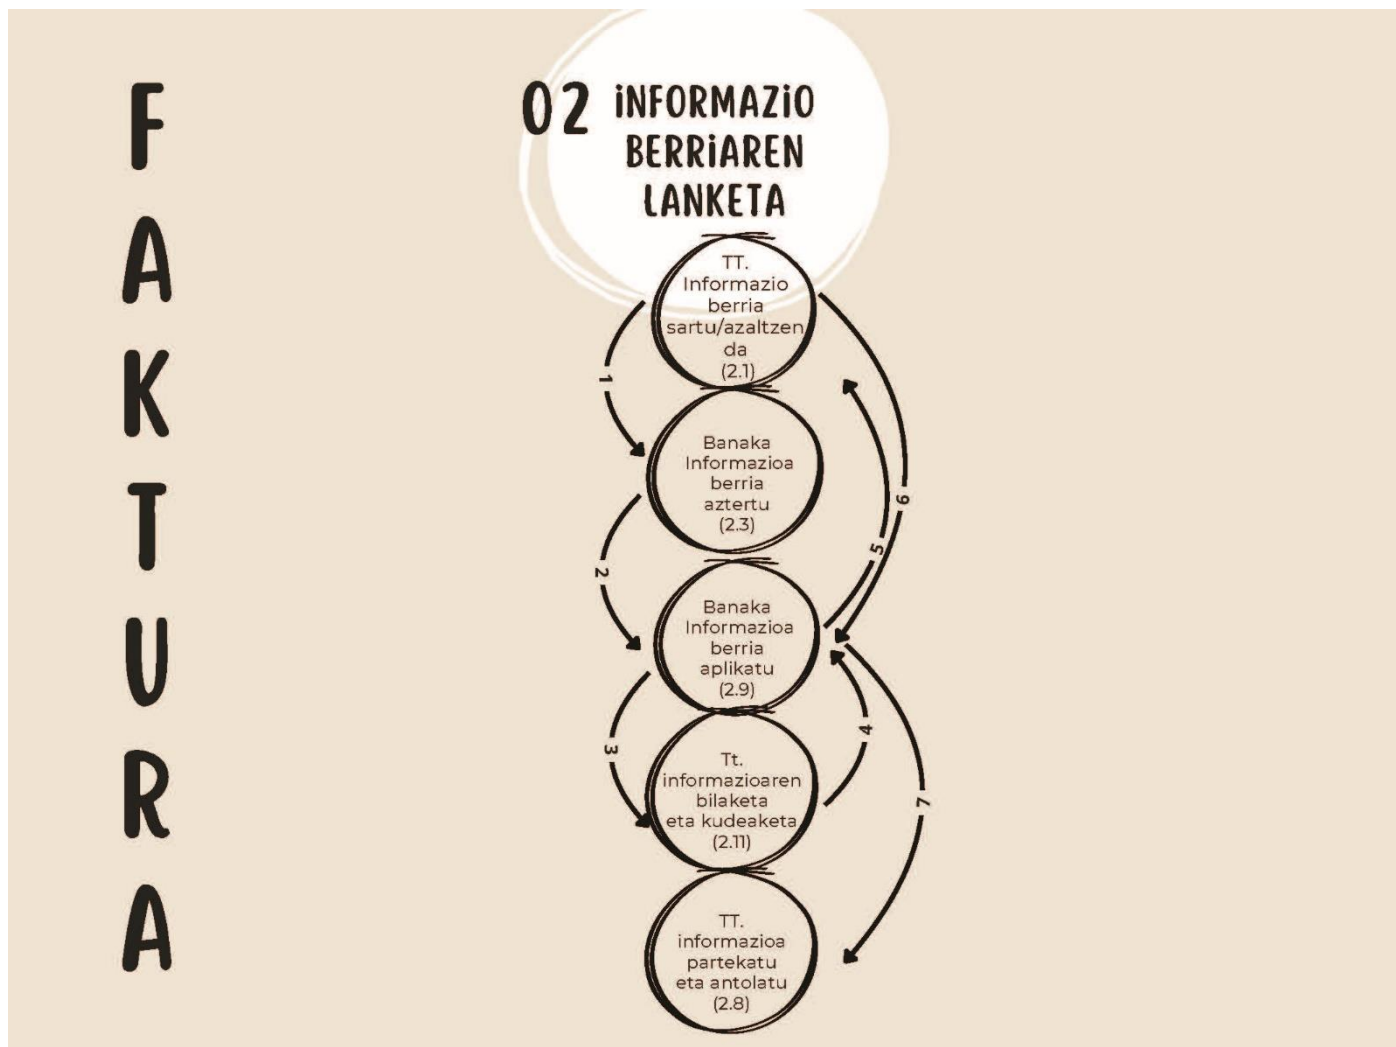 FAKTURA
02 iNFORMAZiO
BERRiAREN
LANKETA
TT.
Informazio
berria
sartu/azaltzen
da
(2.1)
1
Banaka
Informazioa
berria
aztertu
(2.3)
6
5
2
Banaka
Informazioa
berria
aplikatu
(2.9)
3
4
Tt.
informazioaren
bilaketa
eta kudeaketa
(2.11)
7
TT.
informazioa
partekatu
eta antolatu
(2.8)